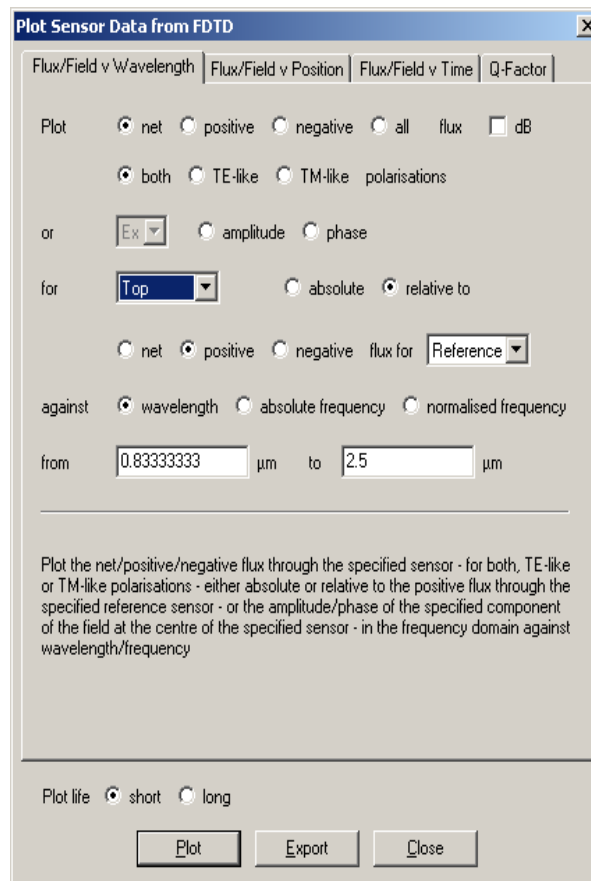 Plot Sensor Data from FDTD
Flux/Field v Wavelength Flux/Field v Position Flux/Field v Time Q-Factor
Plot net positive negative all flux dB
both TE-like TM-like polarisations
or Ex amplitude phase
for Top absolute relative to
net positive negative flux for Reference
against wavelength absolute frequency normalised frequency
from 0.83333333 µm to 2.5 µm
Plot the net/positive/negative flux through the specified sensor - for both, TE-like
or TM-like polarisations - either absolute or relative to the positive flux through the
specified reference sensor - or the amplitude/phase of the specified component
of the field at the centre of the specified sensor - in the frequency domain against
wavelength/frequency
Plot life short long
Plot Export Close